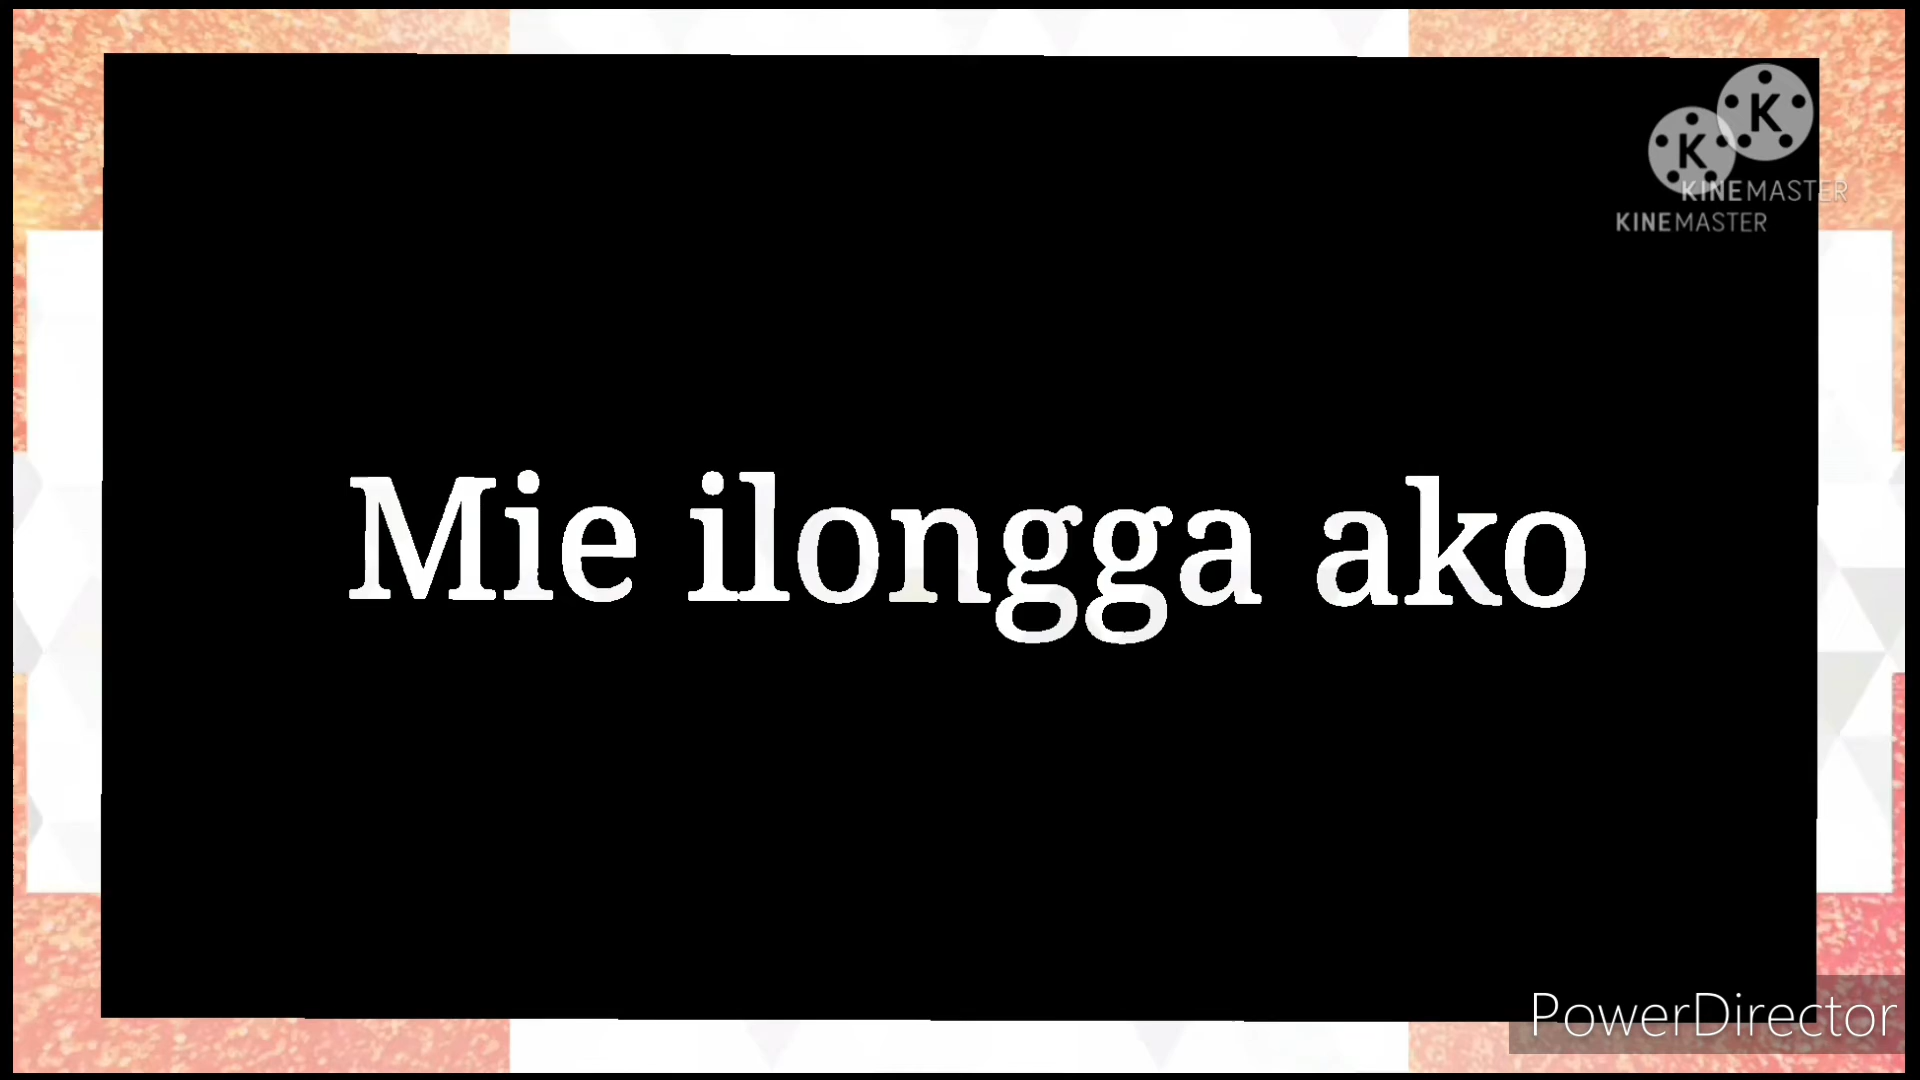 K
K
KINEMASTER
KINEMASTER
Mie ilongga ako
PowerDirector